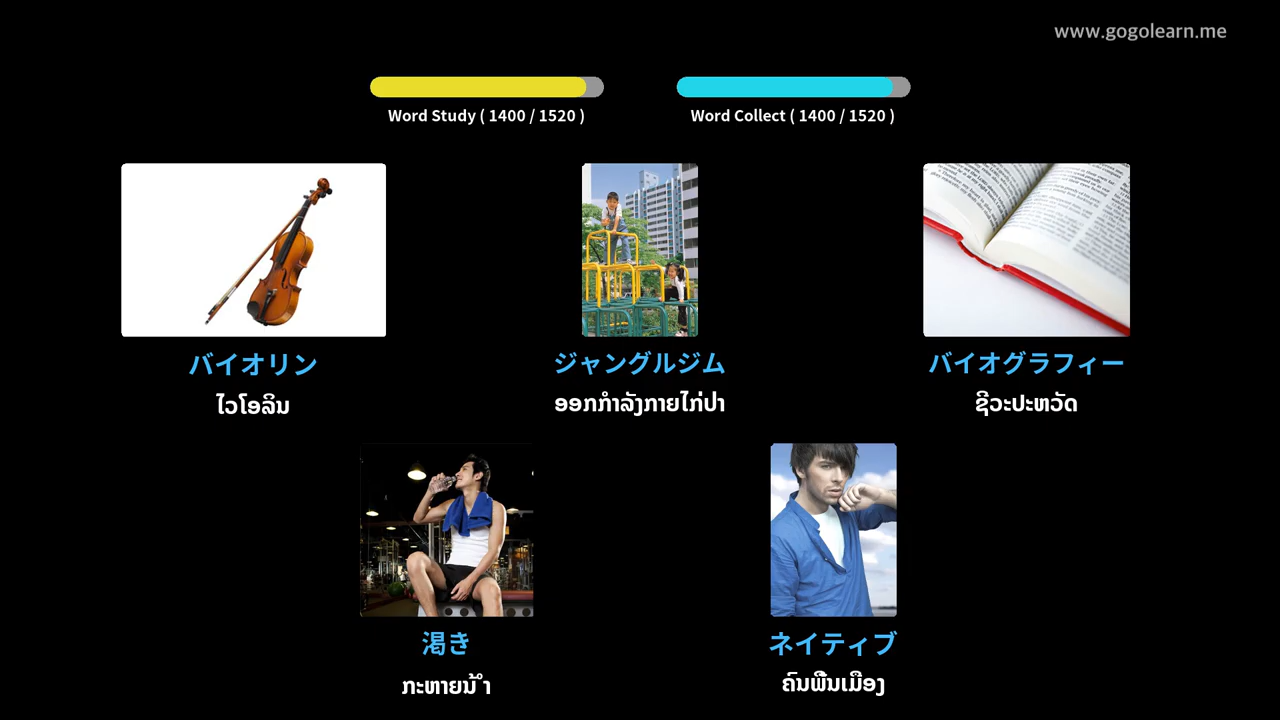 www.gogolearn.me
Word Study ( 1400 / 1520 )
Word Collect ( 1400 / 1520 )
バイオリン
ジャングルジム
バイオグラフィー
ໄວໂອລິນ
ອອກກຳລັງກາຍໄກ່ປາ
ຊີວະປະຫວັດ
渇き
ネイティブ
ກະຫາຍນ້ຳ
ຄົນພື້ນເມືອງ